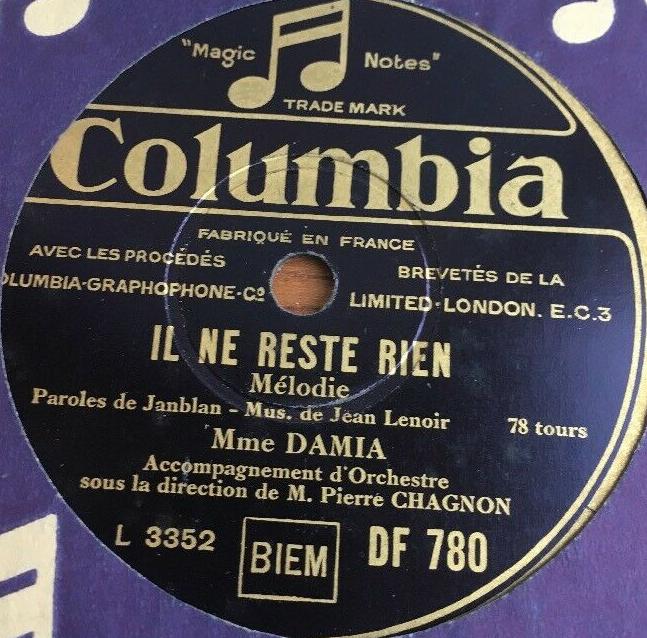 "Magic Notes"
TRADE MARK
Columbia
FABRIQUÉ EN FRANCE
AVEC LES PROCÉDÉS BREVETÉS DE LA
OLUMBIA-GRAPHOPHONE-Cº LIMITED·LONDON. E.C.3
IL NE RESTE RIEN
Mélodie
Paroles de Janblan - Mus. de Jean Lenoir
78 tours
Mme DAMIA
Accompagnement d'Orchestre
sous la direction de M. Pierre CHAGNON
L 3352 BIEM DF 780